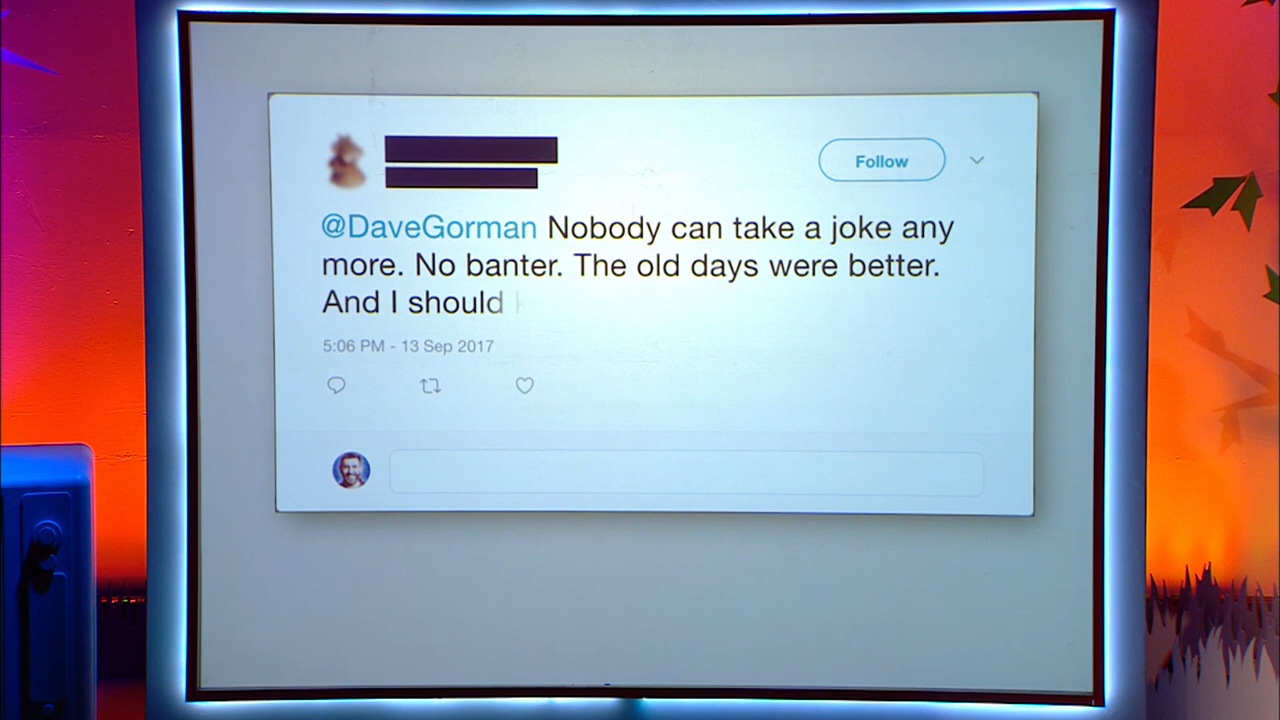 Follow
@DaveGorman Nobody can take a joke any
more. No banter. The old days were better.
And I should
5:06 PM - 13 Sep 2017